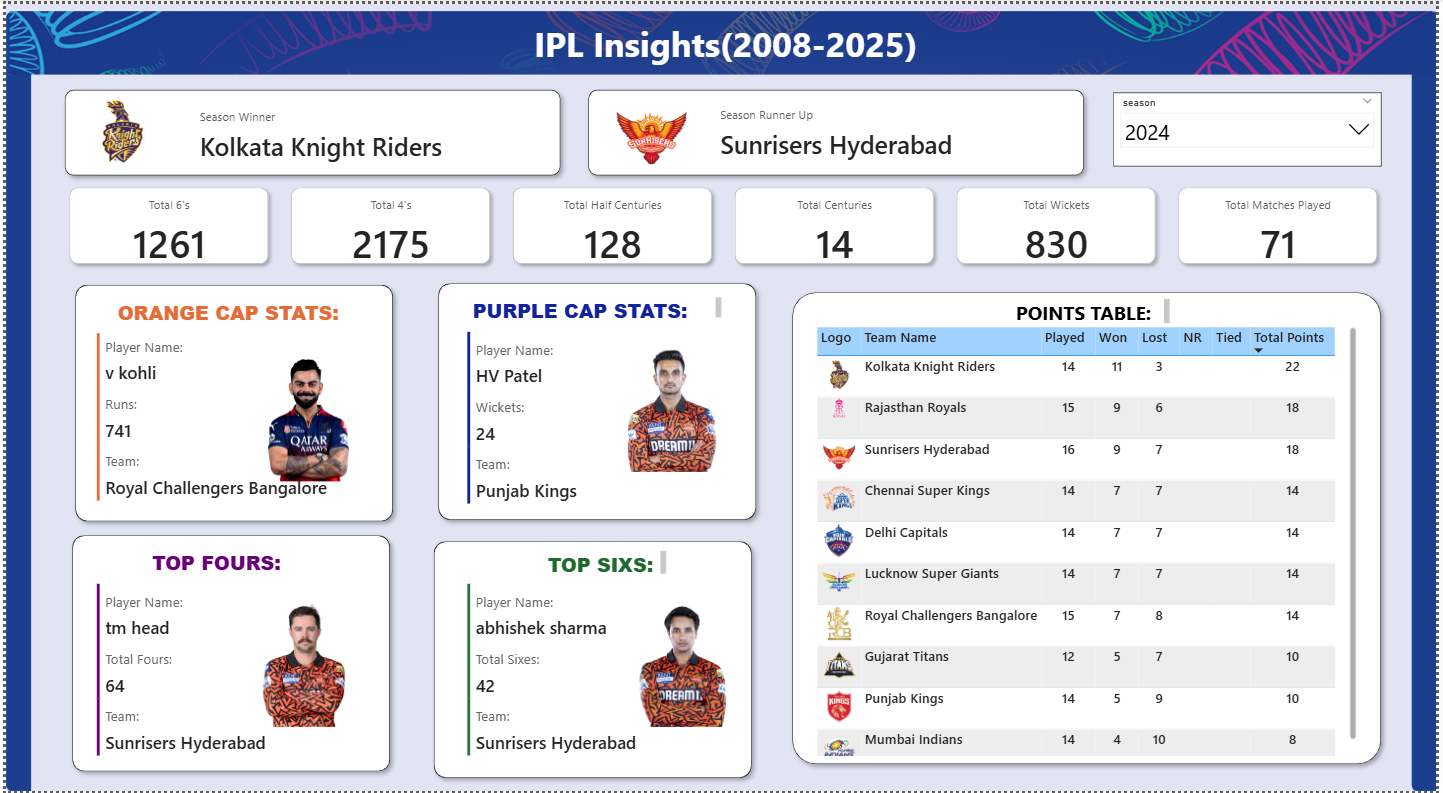 IPL Insights(2008-2025)
Season Winner
Kolkata Knight Riders
Season Runner Up
Sunrisers Hyderabad
season
2024
Total 6's
1261
Total 4's
2175
Total Half Centuries
128
Total Centuries
14
Total Wickets
830
Total Matches Played
71
ORANGE CAP STATS:
Player Name:
v kohli
Runs:
741
Team:
Royal Challengers Bangalore
QATAR
AIRWAYS
PURPLE CAP STATS:
Player Name:
HV Patel
Wickets:
24
Team:
Punjab Kings
DREAM11
TOP FOURS:
Player Name:
tm head
Total Fours:
64
Team:
Sunrisers Hyderabad
TOP SIXS:
Player Name:
abhishek sharma
Total Sixes:
42
Team:
Sunrisers Hyderabad
DREAM11
POINTS TABLE:
Logo Team Name Played Won Lost NR Tied Total Points
Kolkata Knight Riders 14 11 3 22
Rajasthan Royals 15 9 6 18
Sunrisers Hyderabad 16 9 7 18
Chennai Super Kings 14 7 7 14
Delhi Capitals 14 7 7 14
Lucknow Super Giants 14 7 7 14
Royal Challengers Bangalore 15 7 8 14
Gujarat Titans 12 5 7 10
Punjab Kings 14 5 9 10
Mumbai Indians 14 4 10 8